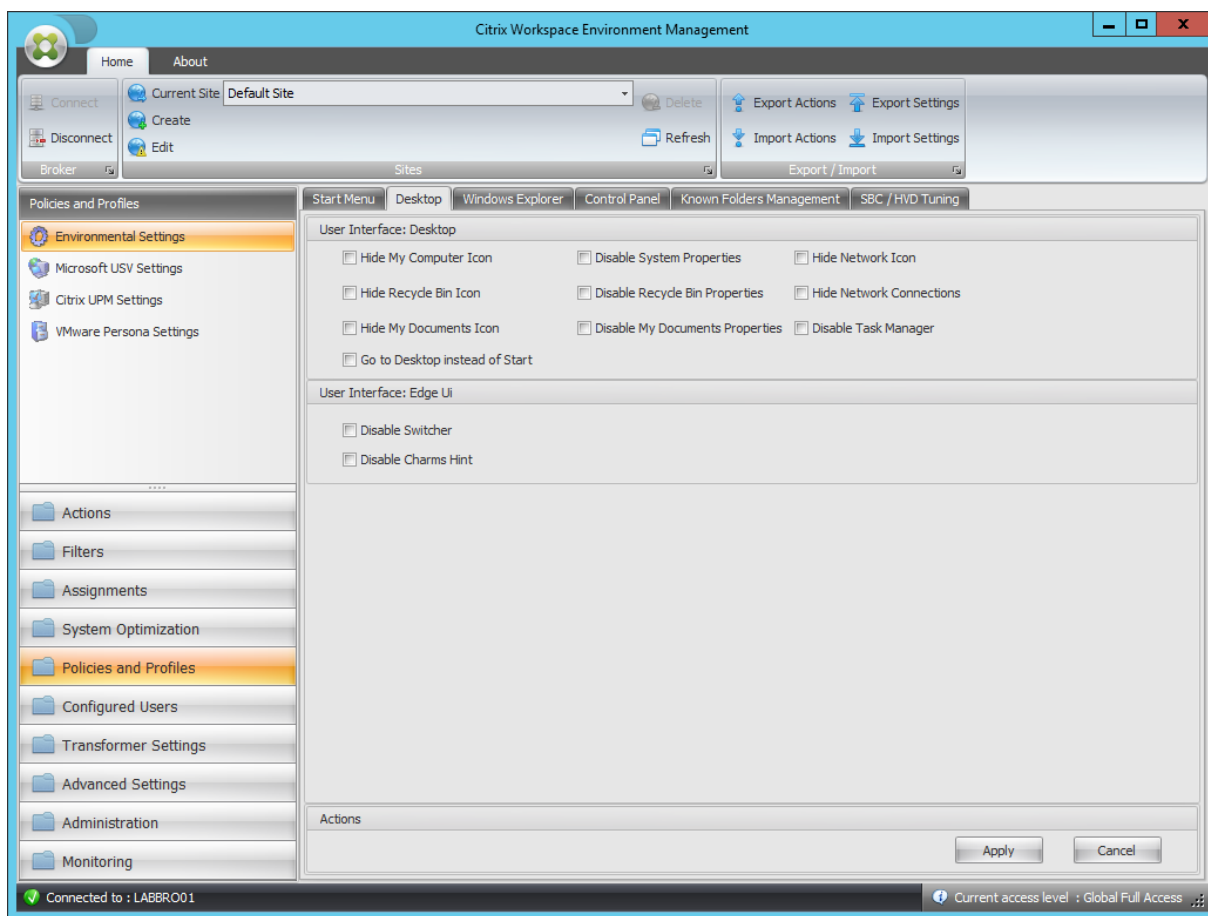 Citrix Workspace Environment Management
Home About
Connect
Disconnect
Broker
Current Site Default Site
Create
Edit
Delete
Refresh
Sites
Export Actions Export Settings
Import Actions Import Settings
Export / Import
Policies and Profiles
Environmental Settings
Microsoft USV Settings
Citrix UPM Settings
VMware Persona Settings
Actions
Filters
Assignments
System Optimization
Policies and Profiles
Configured Users
Transformer Settings
Advanced Settings
Administration
Monitoring
Start Menu Desktop Windows Explorer Control Panel Known Folders Management SBC / HVD Tuning
User Interface: Desktop
Hide My Computer Icon Disable System Properties Hide Network Icon
Hide Recycle Bin Icon Disable Recycle Bin Properties Hide Network Connections
Hide My Documents Icon Disable My Documents Properties Disable Task Manager
Go to Desktop instead of Start
User Interface: Edge Ui
Disable Switcher
Disable Charms Hint
Actions
Apply Cancel
Connected to : LABBRO01 Current access level : Global Full Access